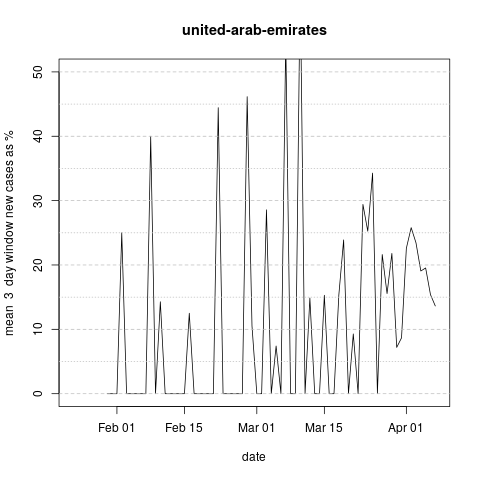 united-arab-emirates
mean 3 day window new cases as %
50
40
30
20
10
0
Feb 01 Feb 15 Mar 01 Mar 15 Apr 01
date